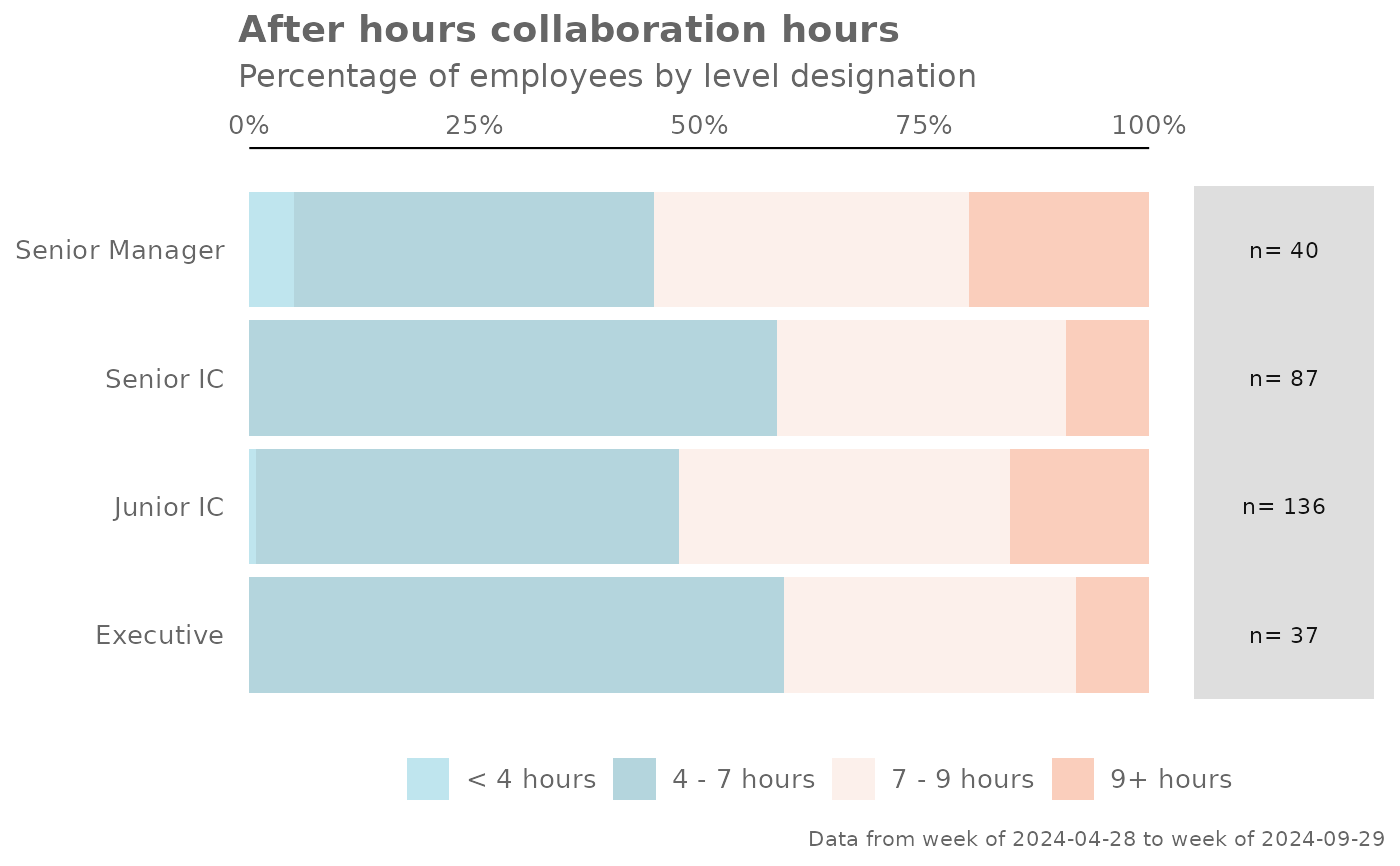 After hours collaboration hours
Percentage of employees by level designation
0% 25% 50% 75% 100%
Senior Manager n= 40
Senior IC n= 87
Junior IC n= 136
Executive n= 37
< 4 hours 4 - 7 hours 7 - 9 hours 9+ hours
Data from week of 2024-04-28 to week of 2024-09-29